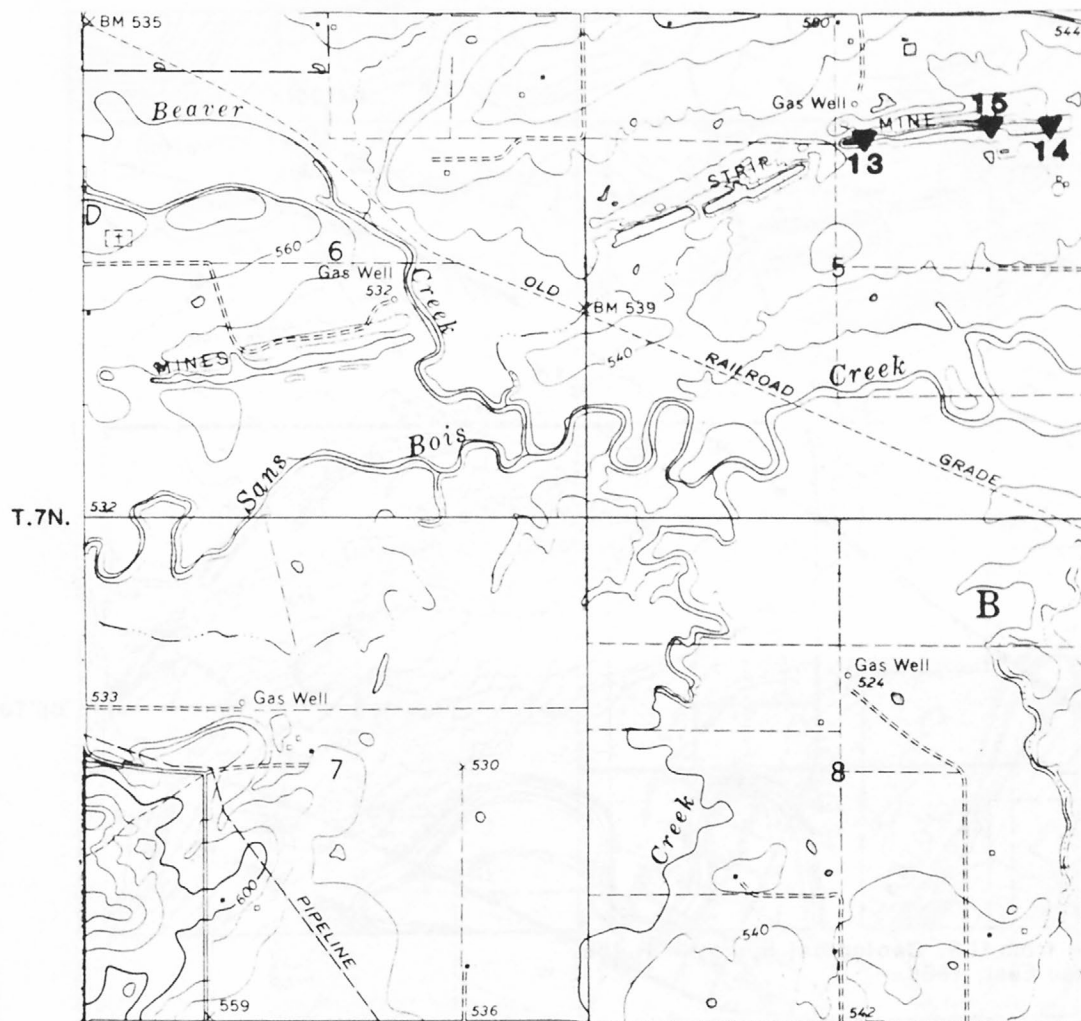 BM 535
580
544
Beaver
Gas Well
15
MINE
13
14
STRIP
D
6
560
Gas Well
532
Creek
OLD
5
BM 539
MINES
540
RAILROAD
Creek
Bois
Sans
GRADE
T.7N.
532
B
Gas Well
524
533
Gas Well
7
530
8
Creek
600
PIPELINE
540
559
536
542